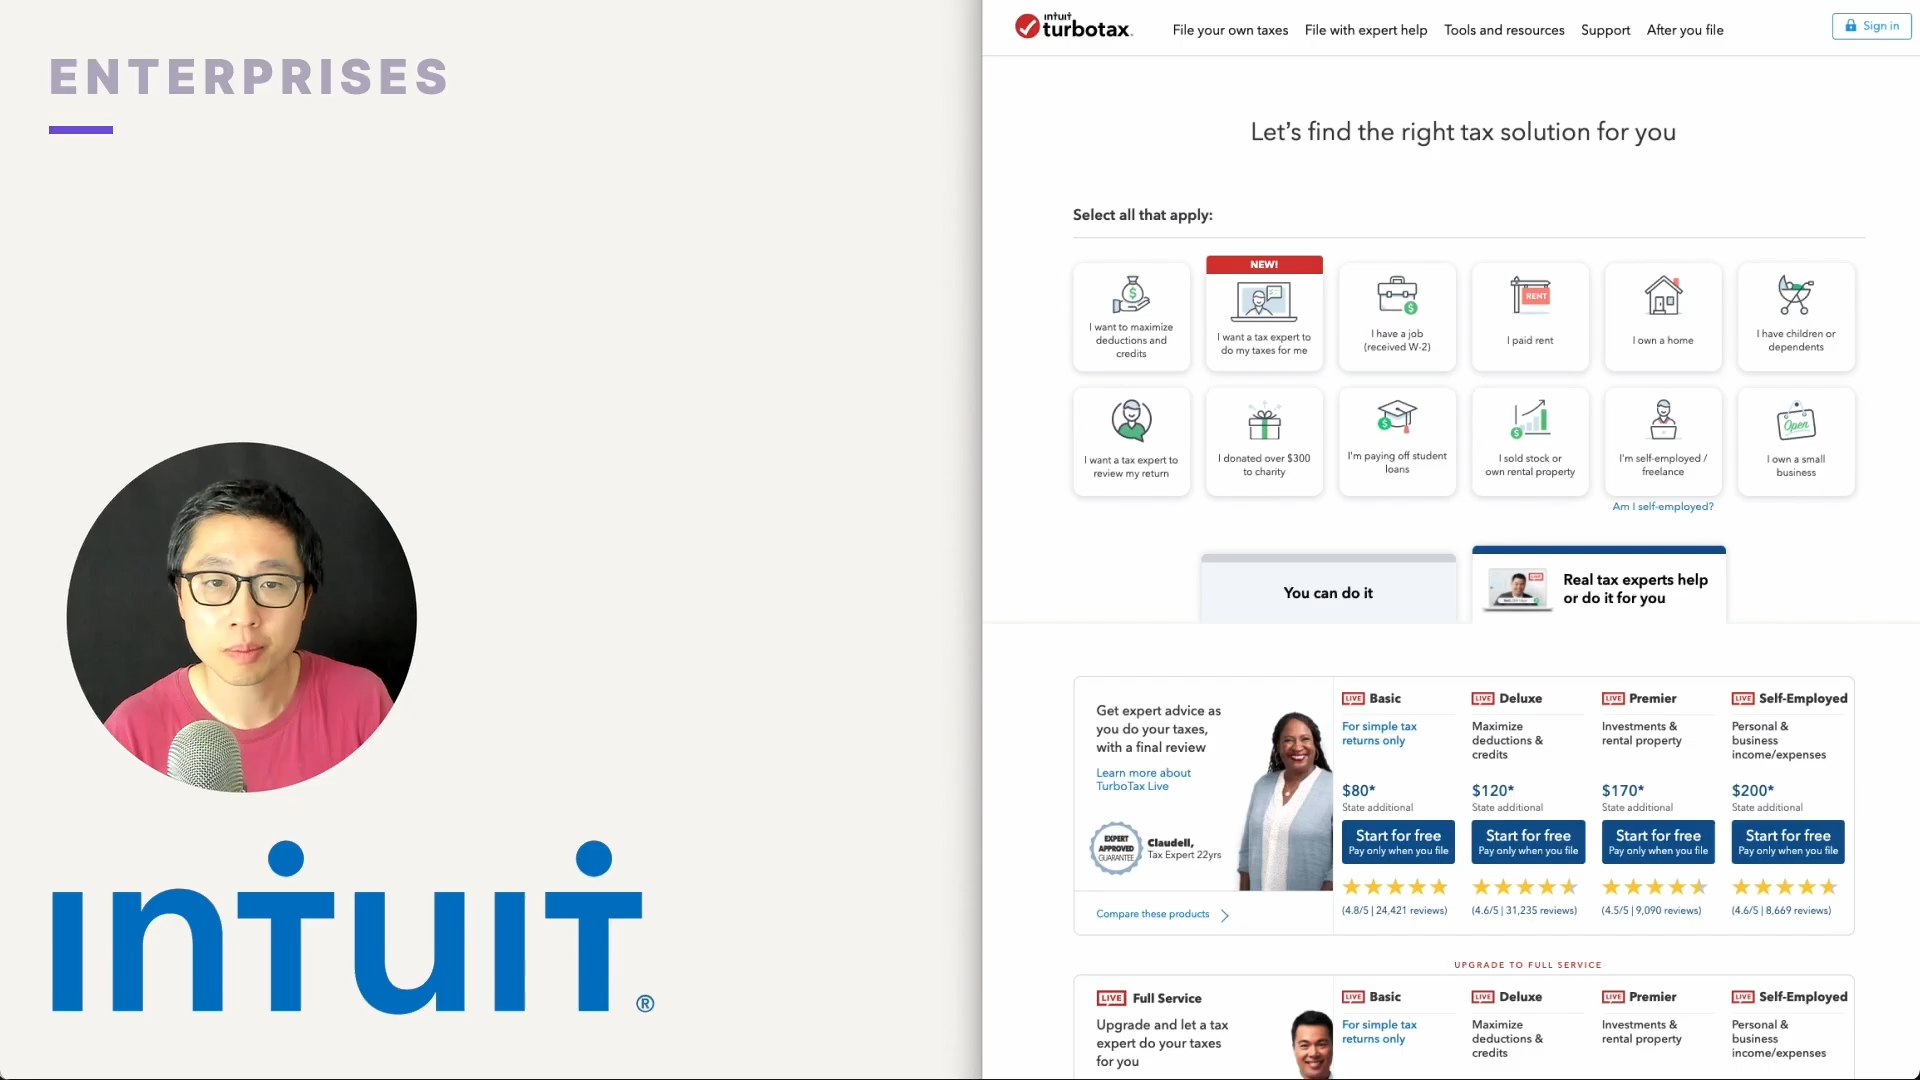 ENTERPRISES
intuit
®
intuit
turbotax.
File your own taxes
File with expert help
Tools and resources
Support
After you file
Sign in
Let's find the right tax solution for you
Select all that apply:
I want to maximize
deductions and
credits
NEW!
I want a tax expert to
do my taxes for me
I have a job
(received W-2)
RENT
I paid rent
I own a home
I have children or
dependents
I want a tax expert to
review my return
I donated over $300
to charity
I'm paying off student
loans
I sold stock or
own rental property
I'm self-employed /
freelance
Am I self-employed?
Open
I own a small
business
You can do it
Real tax experts help
or do it for you
Get expert advice as
you do your taxes,
with a final review
Learn more about
TurboTax Live
EXPERT
APPROVED
GUARANTEE
Claudell,
Tax Expert 22yrs
Compare these products
LIVE Basic
For simple tax
returns only
$80*
State additional
Start for free
Pay only when you file
(4.8/5 | 24,421 reviews)
LIVE Deluxe
Maximize
deductions &
credits
$120*
State additional
Start for free
Pay only when you file
(4.6/5 | 31,235 reviews)
LIVE Premier
Investments &
rental property
$170*
State additional
Start for free
Pay only when you file
(4.5/5 | 9,090 reviews)
LIVE Self-Employed
Personal &
business
income/expenses
$200*
State additional
Start for free
Pay only when you file
(4.6/5 | 8,669 reviews)
UPGRADE TO FULL SERVICE
LIVE Full Service
Upgrade and let a tax
expert do your taxes
for you
LIVE Basic
For simple tax
returns only
LIVE Deluxe
Maximize
deductions &
credits
LIVE Premier
Investments &
rental property
LIVE Self-Employed
Personal &
business
income/expenses